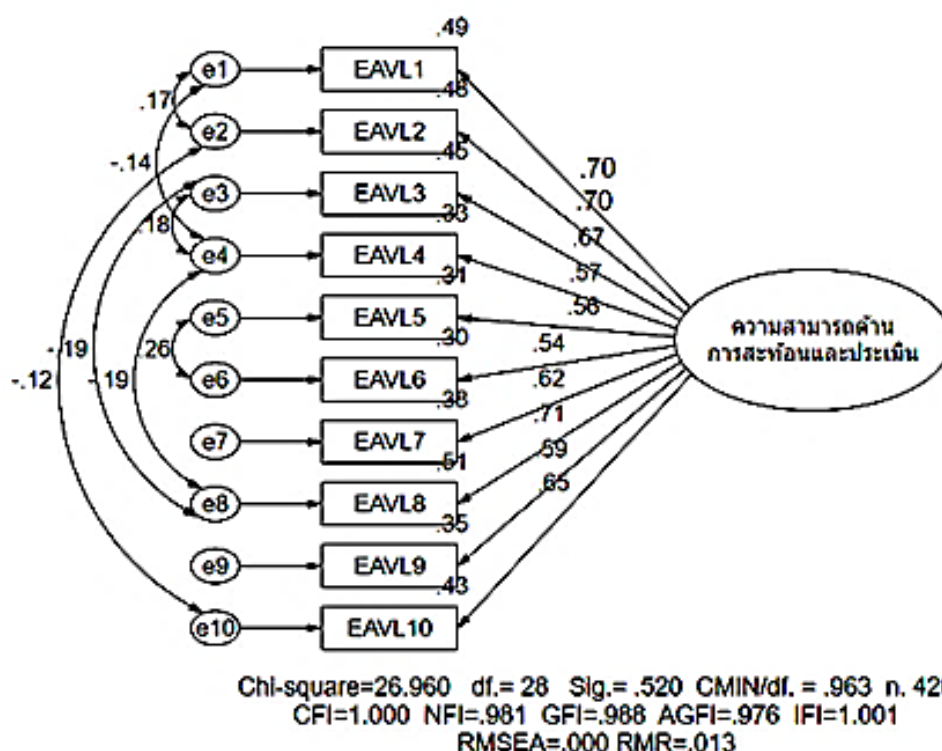 .49
e1 EAVL1
.48
.17
e2 EAVL2
.45
-.14
.70
.70
e3 EAVL3
.33
.18
.67
e4 EAVL4
.31
.57
.56
e5 EAVL5
.30
ความสามารถด้าน
การสะท้อนและประเมิน
-.19
.26
.54
-.12
-.19
e6 EAVL6
.38
.62
e7 EAVL7
.51
.71
e8 EAVL8
.35
.59
.65
e9 EAVL9
.43
e10 EAVL10
Chi-square=26.960 df.= 28 Sig.= .520 CMIN/df. = .963 n.
CFI=1.000 NFI=.981 GFI=.988 AGFI=.976 IFI=1.001
RMSEA=.000 RMR=.013